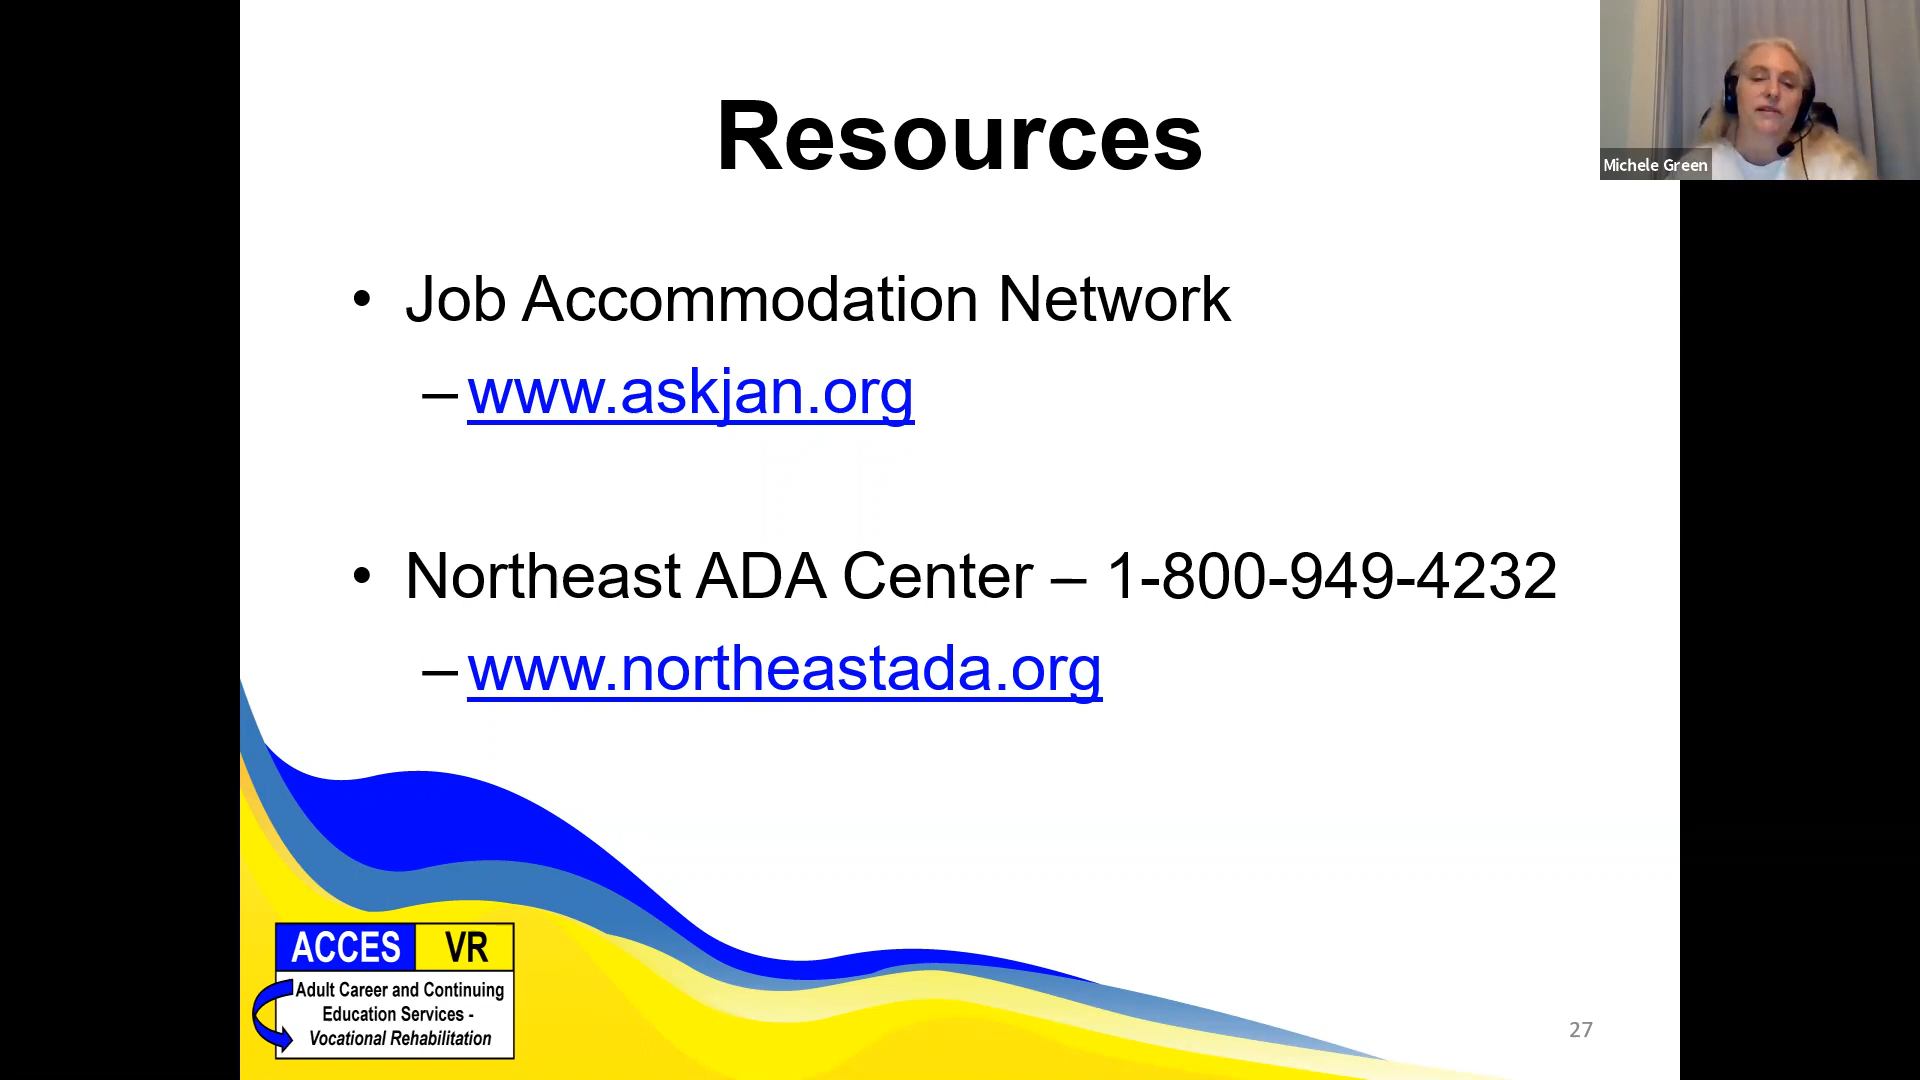 Resources
Michele Green
• Job Accommodation Network
– www.askjan.org
• Northeast ADA Center – 1-800-949-4232
– www.northeastada.org
ACCES VR
Adult Career and Continuing
Education Services -
Vocational Rehabilitation
27